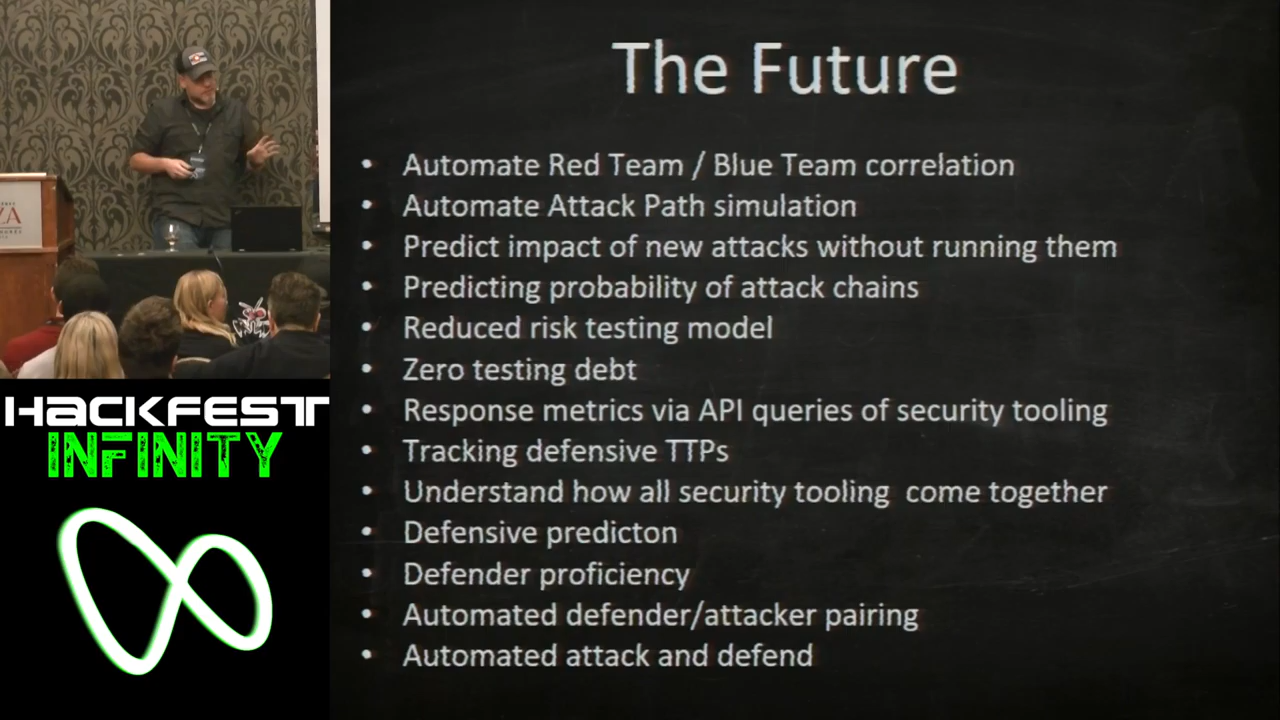 The Future
• Automate Red Team / Blue Team correlation
• Automate Attack Path simulation
• Predict impact of new attacks without running them
• Predicting probability of attack chains
• Reduced risk testing model
• Zero testing debt
• Response metrics via API queries of security tooling
• Tracking defensive TTPs
• Understand how all security tooling come together
• Defensive predicton
• Defender proficiency
• Automated defender/attacker pairing
• Automated attack and defend
ZA
HACKFEST
INFINITY